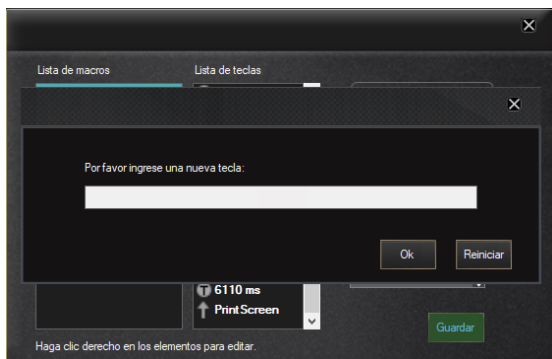 Lista de macros
Lista de teclas
Por favor ingrese una nueva tecla:
Ok
Reiniciar
6110 ms
PrintScreen
Guardar
Haga clic derecho en los elementos para editar.